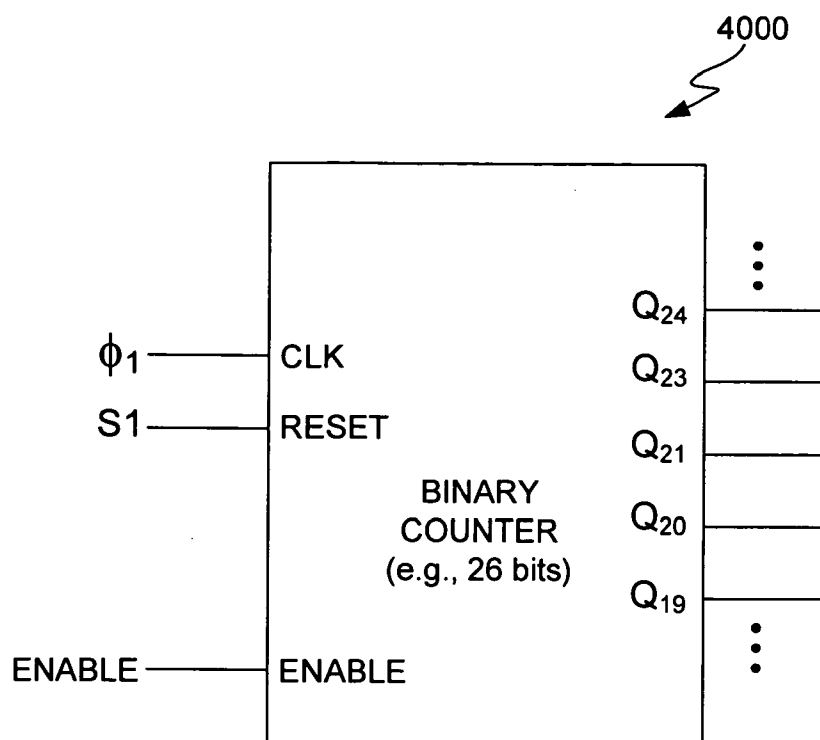 4000
Q24
ϕ1 CLK
Q23
S1 RESET
Q21
BINARY
COUNTER
(e.g., 26 bits)
Q20
Q19
ENABLE ENABLE